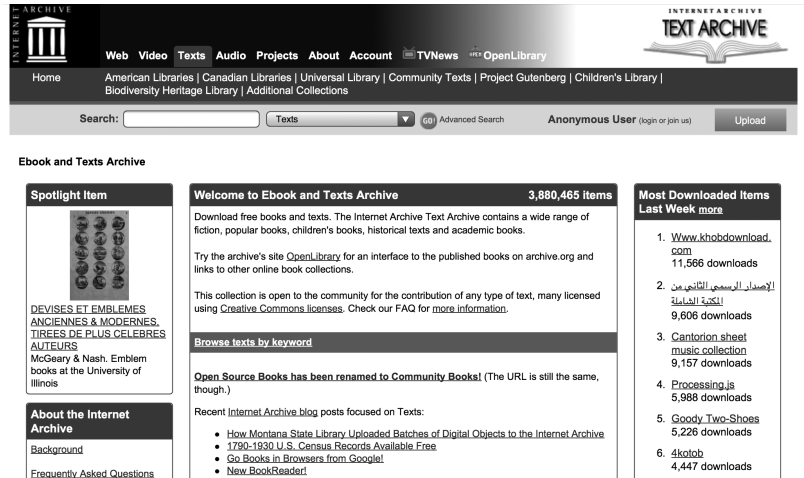 INTERNET ARCHIVE
INTERNET ARCHIVE
TEXT ARCHIVE
Web Video Texts Audio Projects About Account TVNews OpenLibrary
Home
American Libraries | Canadian Libraries | Universal Library | Community Texts | Project Gutenberg | Children's Library |
Biodiversity Heritage Library | Additional Collections
Search: Texts GO! Advanced Search Anonymous User (login or join us) Upload
Ebook and Texts Archive
Spotlight Item
DEVISES ET EMBLEMES
ANCIENNES & MODERNES,
TIREES DE PLUS CELEBRES
AUTEURS
McGeary & Nash. Emblem
books at the University of
Illinois
About the Internet
Archive
Background
Frequently Asked Questions
Welcome to Ebook and Texts Archive 3,880,465 items
Download free books and texts. The Internet Archive Text Archive contains a wide range of
fiction, popular books, children's books, historical texts and academic books.
Try the archive's site OpenLibrary for an interface to the published books on archive.org and
links to other online book collections.
This collection is open to the community for the contribution of any type of text, many licensed
using Creative Commons licenses. Check our FAQ for more information.
Browse texts by keyword
Open Source Books has been renamed to Community Books! (The URL is still the same,
though.)
Recent Internet Archive blog posts focused on Texts:
How Montana State Library Uploaded Batches of Digital Objects to the Internet Archive
1790-1930 U.S. Census Records Available Free
Go Books in Browsers from Google!
New BookReader!
Most Downloaded Items
Last Week more
1. Www.khobdownload.
com
11,566 downloads
2. الإصدار الرسمي الثاني من
المكتبة الشاملة
9,606 downloads
3. Cantorion sheet
music collection
9,157 downloads
4. Processing.js
5,988 downloads
5. Goody Two-Shoes
5,226 downloads
6. 4kotob
4,447 downloads